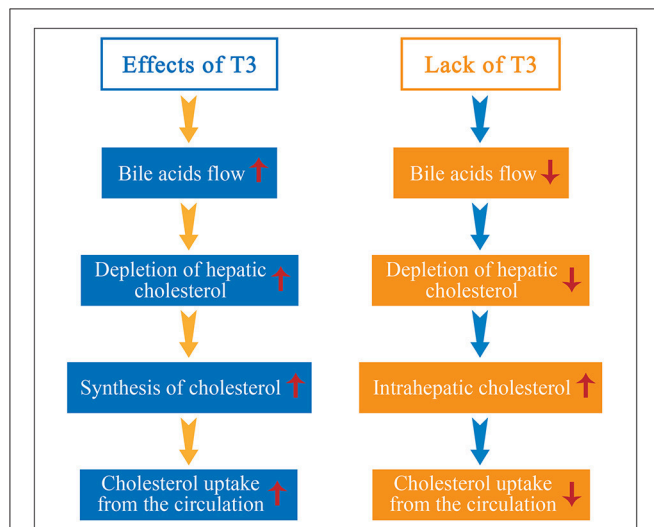 Effects of T3
Bile acids flow ↑
Depletion of hepatic
cholesterol ↑
Synthesis of cholesterol ↑
Cholesterol uptake
from the circulation ↑
Lack of T3
Bile acids flow ↓
Depletion of hepatic
cholesterol ↓
Intrahepatic cholesterol ↑
Cholesterol uptake
from the circulation ↓